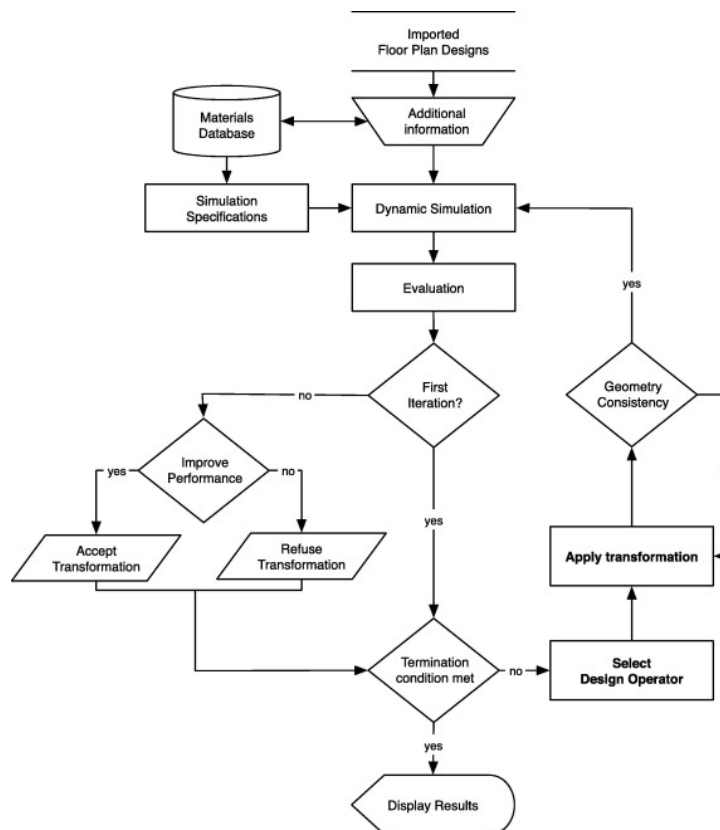 Imported
Floor Plan Designs
Materials
Database
Additional
information
Simulation
Specifications
Dynamic Simulation
Evaluation
yes
First
Iteration?
no
Geometry
Consistency
Improve
Performance
yes
no
yes
Accept
Transformation
Refuse
Transformation
Apply transformation
Termination
condition met
no
Select
Design Operator
yes
Display Results